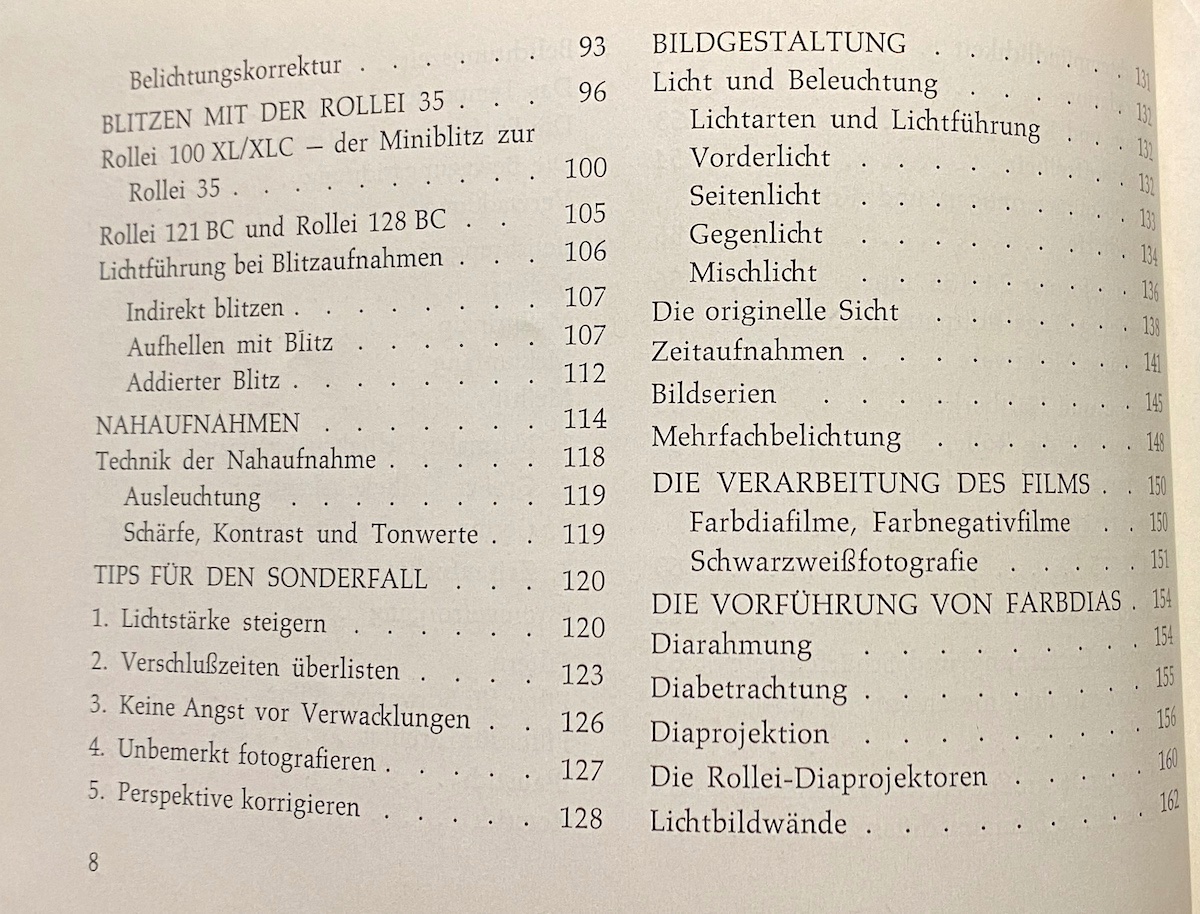 Belichtungskorrektur . . . . . . 93
BLITZEN MIT DER ROLLEI 35 . . . 96
Rollei 100 XL/XLC – der Miniblitz zur
Rollei 35 . . . . . . . . . 100
Rollei 121 BC und Rollei 128 BC . . . 105
Lichtführung bei Blitzaufnahmen . . . 106
Indirekt blitzen . . . . . . . 107
Aufhellen mit Blitz . . . . . . 107
Addierter Blitz . . . . . . . 112
NAHAUFNAHMEN . . . . . . . 114
Technik der Nahaufnahme . . . . . 118
Ausleuchtung . . . . . . . 119
Schärfe, Kontrast und Tonwerte . . 119
TIPS FÜR DEN SONDERFALL . . . 120
1. Lichtstärke steigern . . . . . . 120
2. Verschlußzeiten überlisten . . . . 123
3. Keine Angst vor Verwacklungen . . 126
4. Unbemerkt fotografieren . . . . . 127
5. Perspektive korrigieren . . . . . 128
8
BILDGESTALTUNG . . . . . . 131
Licht und Beleuchtung . . . . . 132
Lichtarten und Lichtführung . . . 132
Vorderlicht . . . . . . . . 132
Seitenlicht . . . . . . . . 133
Gegenlicht . . . . . . . . 134
Mischlicht . . . . . . . . 136
Die originelle Sicht . . . . . . 138
Zeitaufnahmen . . . . . . . . 141
Bildserien . . . . . . . . . 145
Mehrfachbelichtung . . . . . . 148
DIE VERARBEITUNG DES FILMS . . 150
Farbdiafilme, Farbnegativfilme . . 150
Schwarzweißfotografie . . . . . 151
DIE VORFÜHRUNG VON FARBDIAS . 154
Diarahmung . . . . . . . . 154
Diabetrachtung . . . . . . . . 155
Diaprojektion . . . . . . . . 156
Die Rollei-Diaprojektoren . . . . 160
Lichtbildwände . . . . . . . . 162